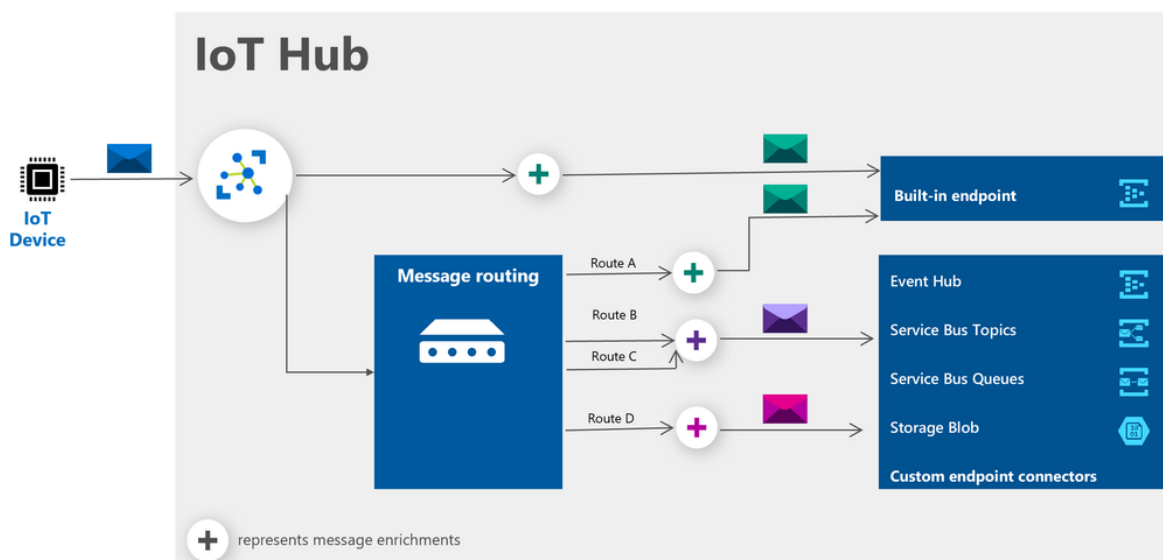 IoT Hub
IoT
Device
Built-in endpoint
Message routing
Route A
Route B
Route C
Route D
Event Hub
Service Bus Topics
Service Bus Queues
Storage Blob
Custom endpoint connectors
represents message enrichments